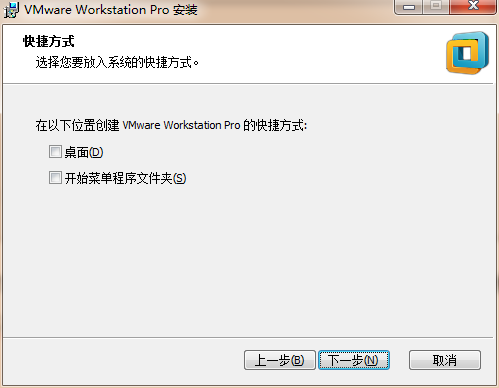 VMware Workstation Pro 安装
快捷方式
选择您要放入系统的快捷方式。
在以下位置创建 VMware Workstation Pro 的快捷方式:
桌面(D)
开始菜单程序文件夹(S)
上一步(B) 下一步(N) 取消